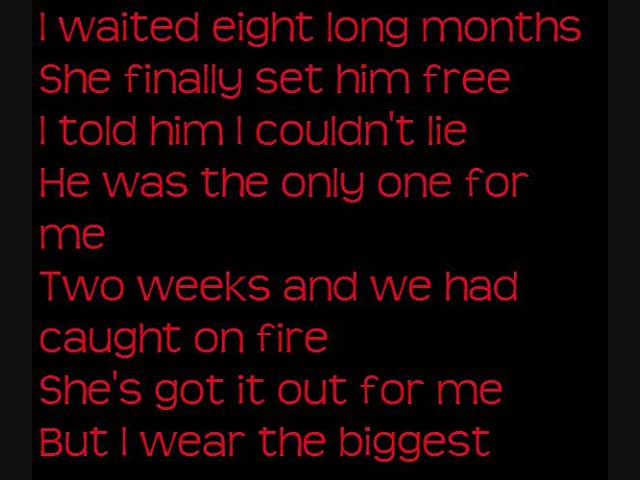 I waited eight long months
She finally set him free
I told him I couldn't lie
He was the only one for
me
Two weeks and we had
caught on fire
She's got it out for me
But I wear the biggest